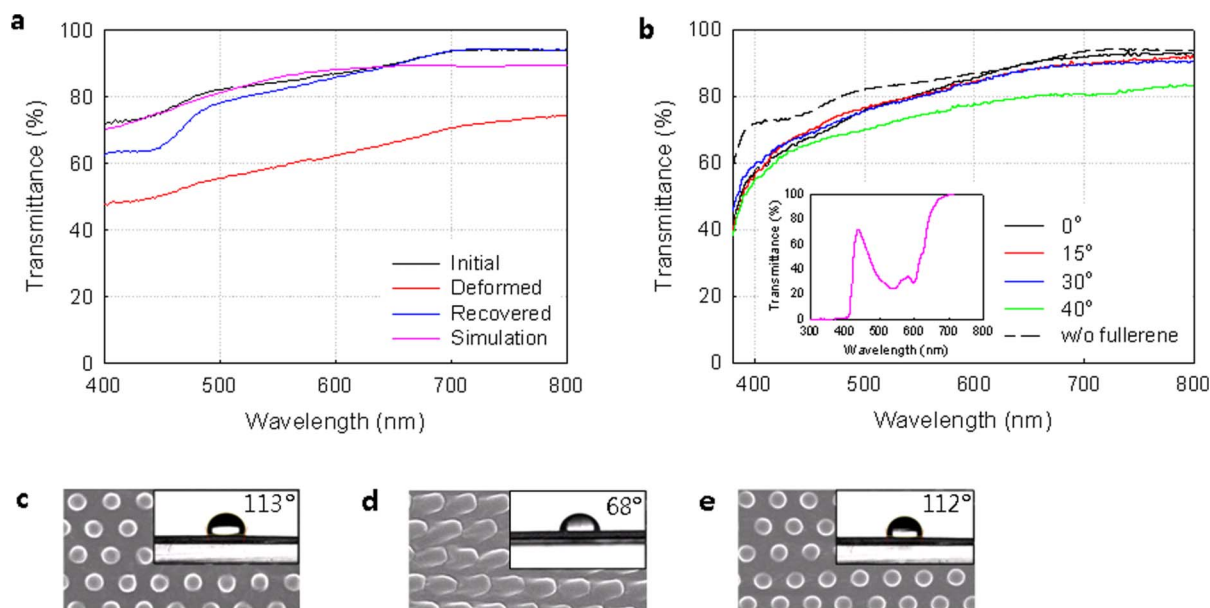 a
100
80
60
40
20
0
400
500
600
700
800
Transmittance (%)
Wavelength (nm)
Initial
Deformed
Recovered
Simulation
b
100
80
60
40
20
0
400
500
600
700
800
Transmittance (%)
Wavelength (nm)
100
80
60
40
20
0
300 400 500 600 700 800
Transmittance (%)
Wavelength (nm)
0°
15°
30°
40°
w/o fullerene
c
113°
d
68°
e
112°